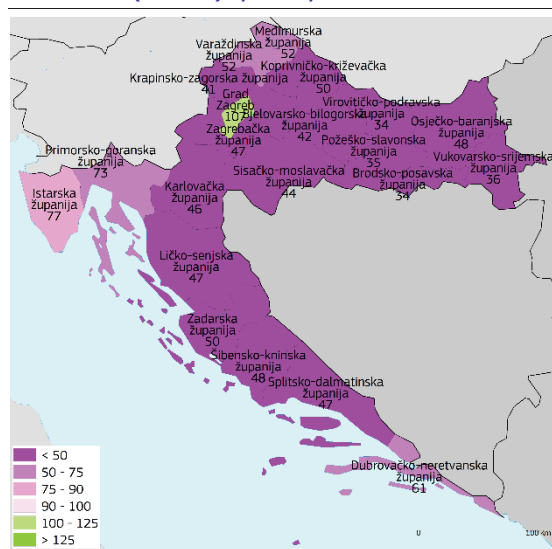 Međimurska
županija
52
Varaždinska
županija
52
Koprivničko-križevačka
županija
50
Krapinsko-zagorska županija
41
Grad
Zagreb
107
Bjelovarsko-bilogorska
županija
42
Virovitičko-podravska
županija
34
Osječko-baranjska
županija
48
Zagrebačka
županija
47
Požeško-slavonska
županija
35
Vukovarsko-srijemska
županija
36
Primorsko-goranska
županija
73
Sisačko-moslavačka
županija
44
Brodsko-posavska
županija
34
Istarska
županija
77
Karlovačka
županija
46
Ličko-senjska
županija
47
Zadarska
županija
50
Šibensko-kninska
županija
48
Splitsko-dalmatinska
županija
47
Dubrovačko-neretvanska
županija
61
< 50
50 - 75
75 - 90
90 - 100
100 - 125
> 125
0 100 km